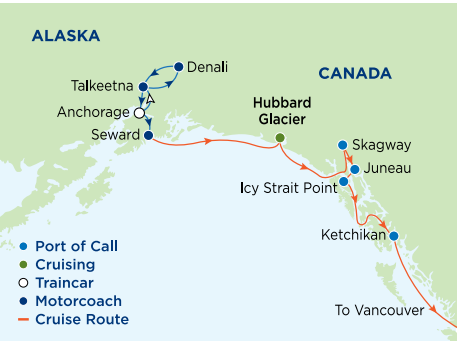 ALASKA
Denali
Talkeetna
CANADA
Anchorage
Hubbard
Glacier
Seward
Skagway
Juneau
Icy Strait Point
Ketchikan
Port of Call
Cruising
Traincar
Motorcoach
Cruise Route
To Vancouver